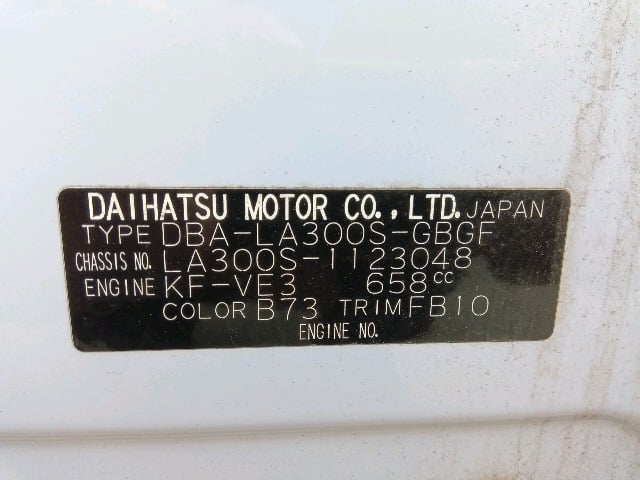 DAIHATSU MOTOR CO., LTD. JAPAN
TYPE DBA-LA300S-GBGF
CHASSIS NO. LA300S-1123048
ENGINE KF-VE3 658cc
COLOR B73 TRIM FB10
ENGINE NO.